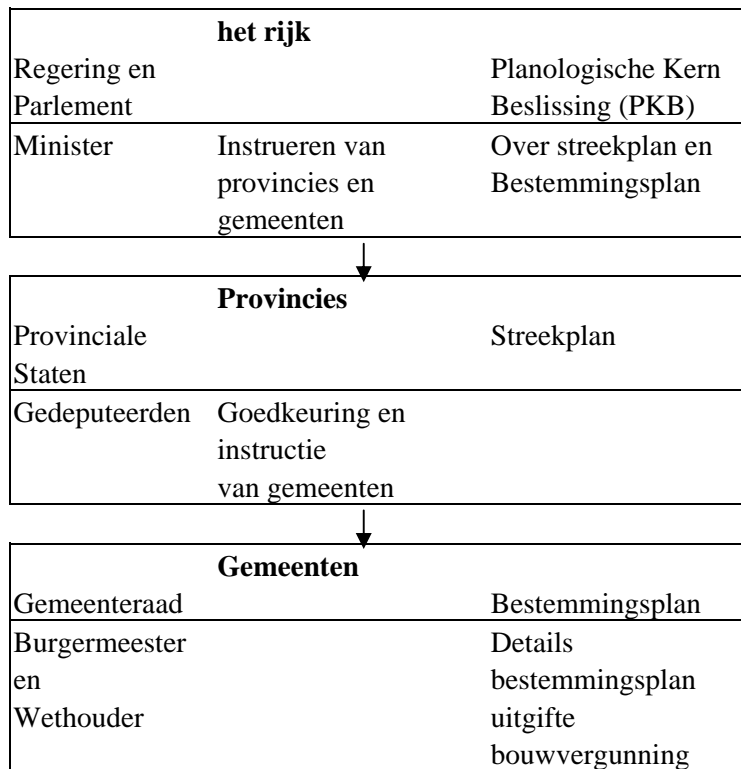 het rijk
Regering en Planologische Kern
Parlement Beslissing (PKB)
Minister Instrueren van Over streekplan en
provincies en Bestemmingsplan
gemeenten
Provincies
Provinciale Streekplan
Staten
Gedeputeerden Goedkeuring en
instructie
van gemeenten
Gemeenten
Gemeenteraad Bestemmingsplan
Burgermeester Details
en bestemmingsplan
Wethouder uitgifte
bouwvergunning